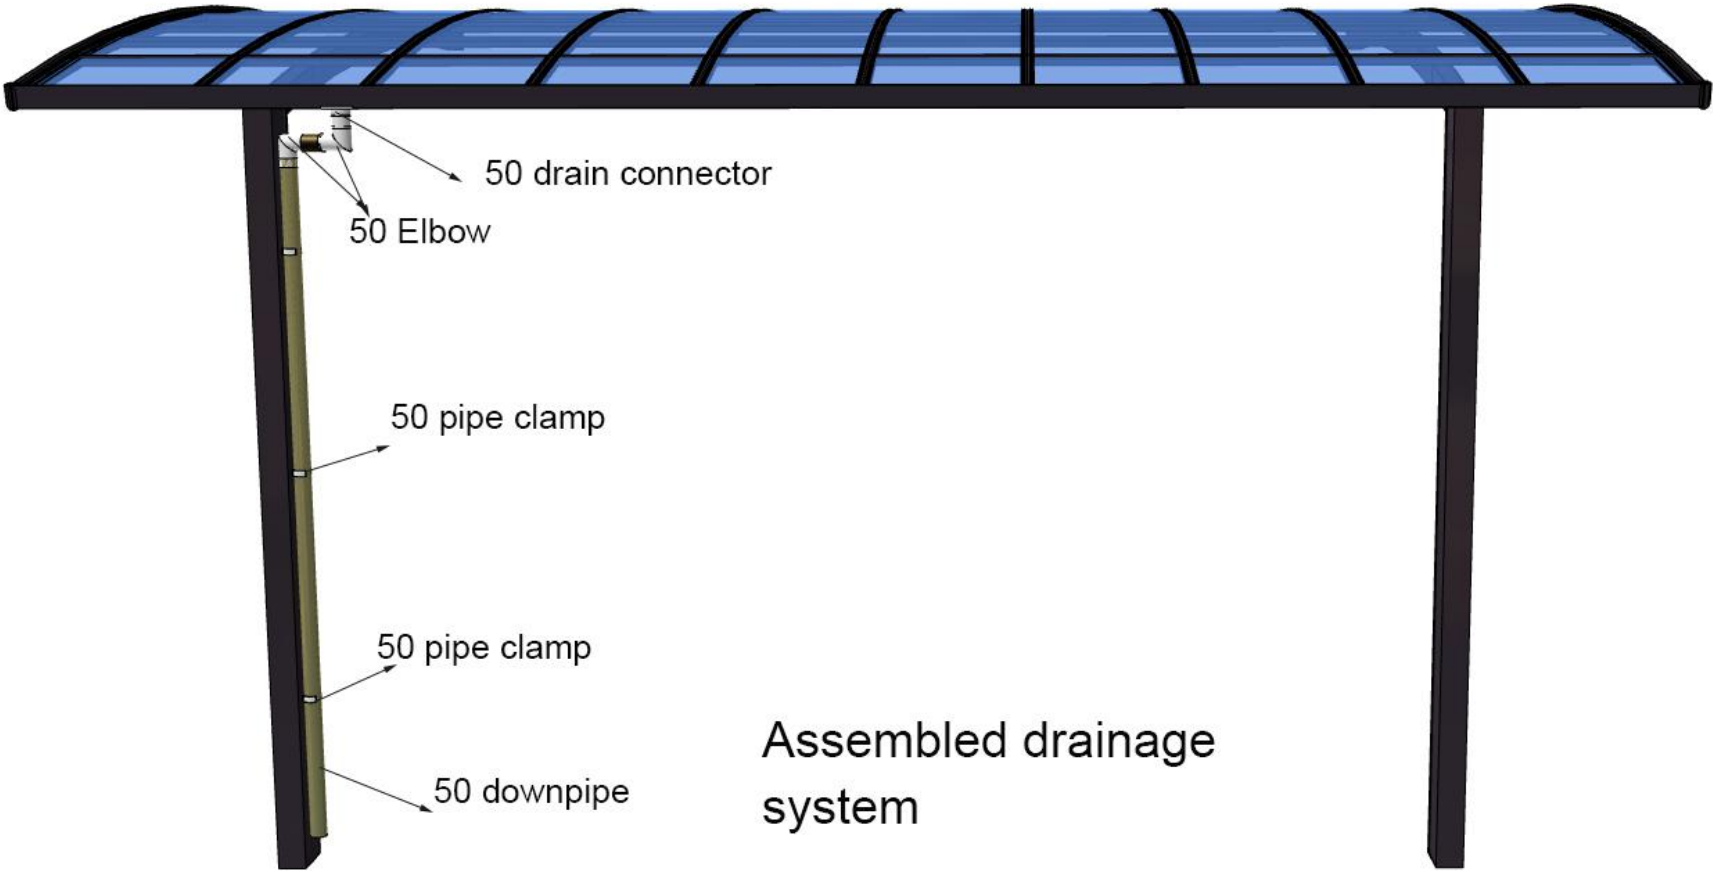 50 drain connector
50 Elbow
50 pipe clamp
50 pipe clamp
50 downpipe
Assembled drainage
system